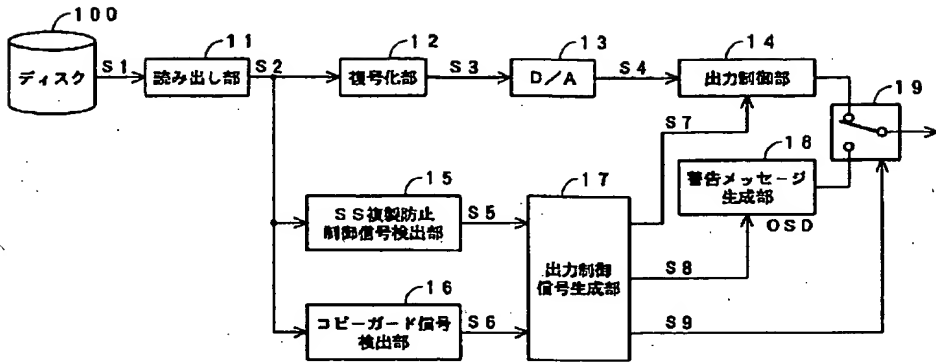 100
ディスク
S1
11
読み出し部
S2
12
復号化部
S3
13
D/A
S4
14
出力制御部
S7
19
15
SS複製防止
制御信号検出部
S5
17
出力制御
信号生成部
18
警告メッセージ
生成部
OSD
S8
16
コピーガード信号
検出部
S6
S9